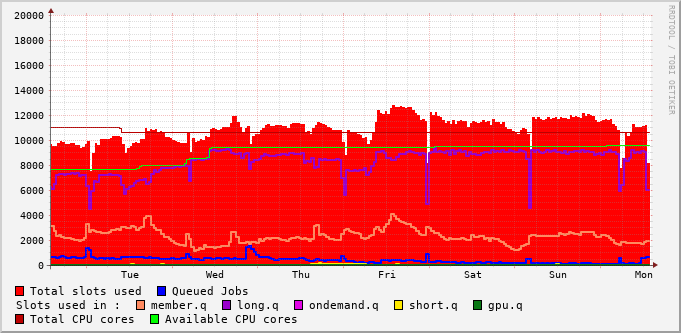 20000
18000
16000
14000
12000
10000
8000
6000
4000
2000
0
Tue Wed Thu Fri Sat Sun Mon
RRDTOOL / TOBI OETIKER
Total slots used Queued Jobs
Slots used in : member.q long.q ondemand.q short.q gpu.q
Total CPU cores Available CPU cores